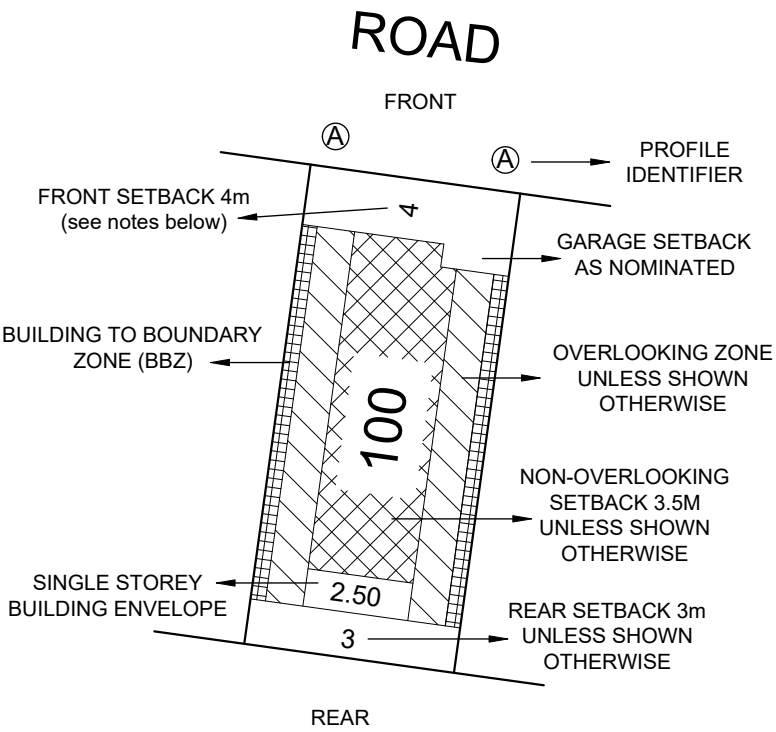 ROAD
FRONT
A
A
PROFILE
IDENTIFIER
FRONT SETBACK 4m
(see notes below)
4
GARAGE SETBACK
AS NOMINATED
BUILDING TO BOUNDARY
ZONE (BBZ)
OVERLOOKING ZONE
UNLESS SHOWN
OTHERWISE
100
NON-OVERLOOKING
SETBACK 3.5M
UNLESS SHOWN
OTHERWISE
SINGLE STOREY
BUILDING ENVELOPE
2.50
REAR SETBACK 3m
UNLESS SHOWN
OTHERWISE
3
REAR